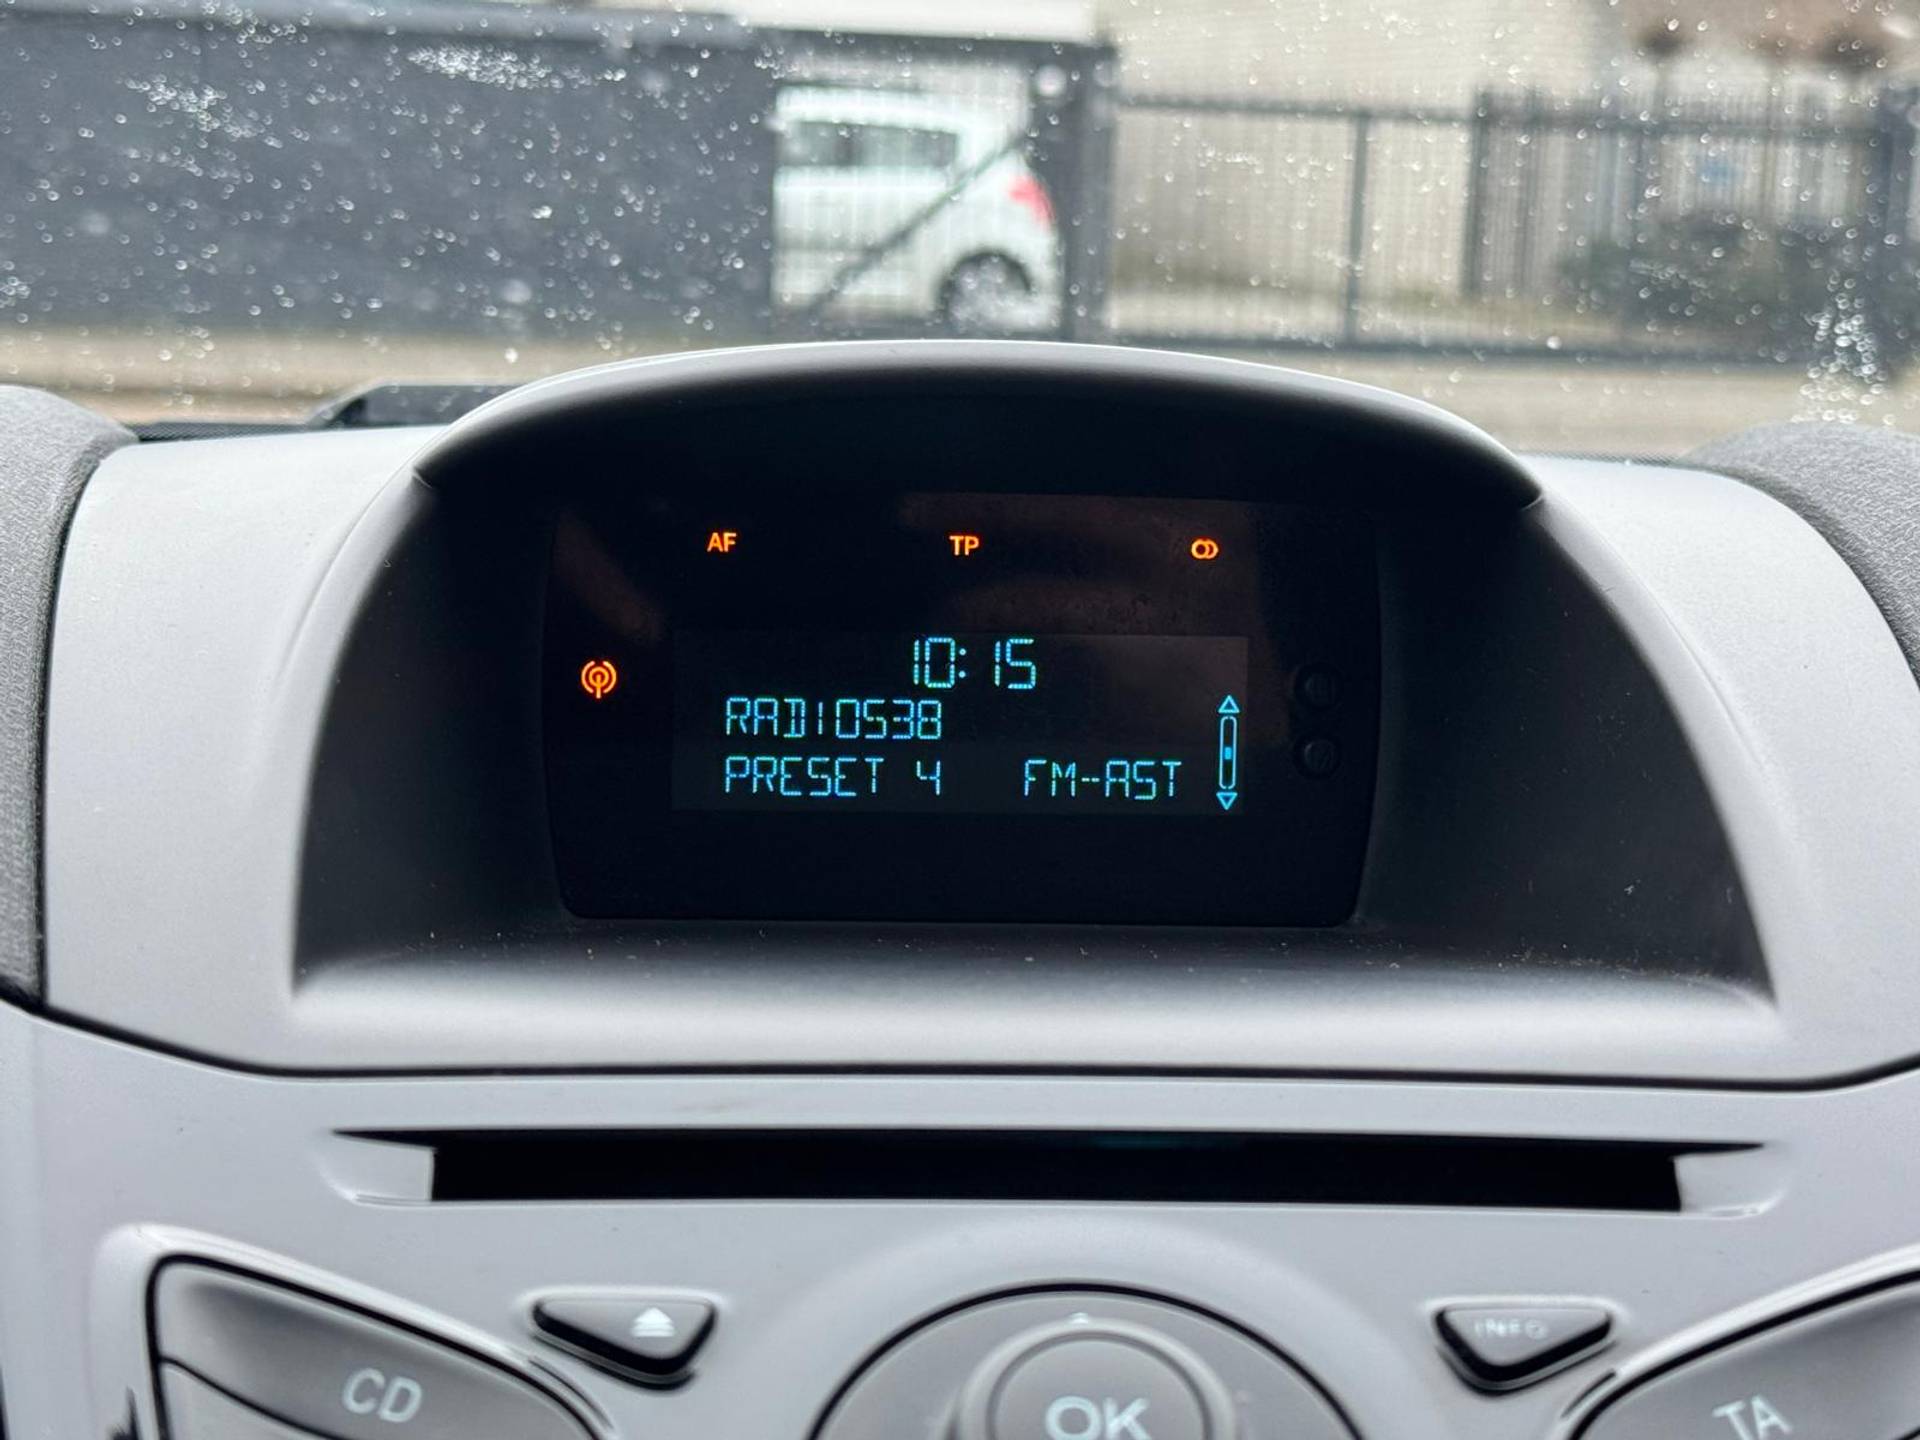 AF TP
10:15
RADIO538
PRESET 4 FM-AST
INFO
CD OK TA